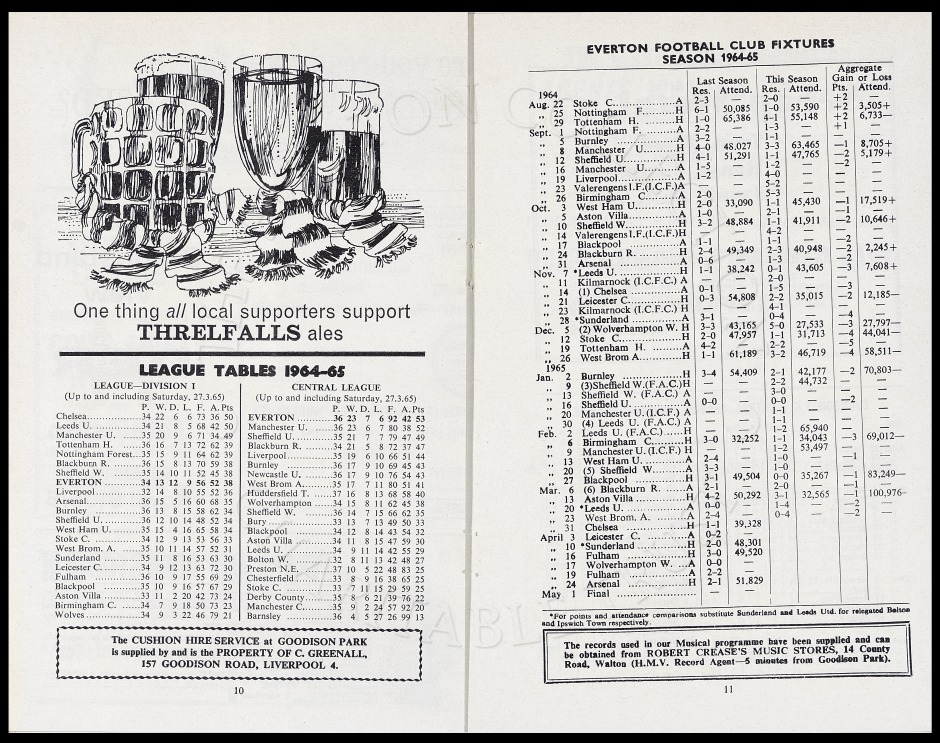 One thing all local supporters support
THRELFALLS ales
LEAGUE TABLES 1964-65
LEAGUE—DIVISION I
(Up to and including Saturday, 27.3.65)
P. W. D. L. F. A. Pts
Chelsea 34 22 6 6 73 36 50
Leeds U. 34 21 8 5 68 42 50
Manchester U. 35 20 9 6 71 34 49
Tottenham H. 36 16 7 13 72 62 39
Nottingham Forest 35 15 9 11 64 62 39
Blackburn R. 36 15 8 13 70 59 38
Sheffield W. 35 14 10 11 52 45 38
EVERTON 34 13 12 9 56 52 38
Liverpool 32 14 8 10 55 52 36
Arsenal 36 15 5 16 60 68 35
Burnley 36 13 8 15 58 62 34
Sheffield U. 36 12 10 14 48 52 34
West Ham U. 35 15 4 16 65 58 34
Stoke C. 34 12 9 13 53 56 33
West Brom. A. 35 10 11 14 57 52 31
Sunderland 35 11 8 16 53 63 30
Leicester C. 34 9 12 13 63 72 30
Fulham 36 10 9 17 55 69 29
Blackpool 35 10 9 16 57 67 29
Aston Villa 33 11 2 20 42 73 24
Birmingham C. 34 7 9 18 50 73 23
Wolves 34 9 3 22 46 79 21
CENTRAL LEAGUE
(Up to and including Saturday, 27.3.65)
P. W. D. L. F. A. Pts
EVERTON 36 23 7 6 92 42 53
Manchester U. 36 23 6 7 80 38 52
Sheffield U. 35 21 7 7 79 47 49
Blackburn R. 34 21 5 8 72 37 47
Liverpool 35 19 6 10 66 51 44
Burnley 36 17 9 10 69 45 43
Newcastle U. 36 17 9 10 76 54 43
West Brom A. 35 17 7 11 80 51 41
Huddersfield T. 37 16 8 13 68 58 40
Wolverhampton 34 15 8 11 62 45 38
Sheffield W. 36 14 7 15 66 62 35
Bury 33 13 7 13 49 50 33
Blackpool 34 12 8 14 43 54 32
Aston Villa 34 11 8 15 47 59 30
Leeds U. 34 9 11 14 42 55 29
Bolton W. 32 8 11 13 42 48 27
Preston N.E. 37 10 5 22 48 83 25
Chesterfield 33 8 9 16 38 65 25
Stoke C. 33 7 11 15 29 59 25
Derby County 35 8 6 21 39 76 22
Manchester C. 35 9 2 24 57 92 20
Barnsley 36 4 5 27 26 99 13
The CUSHION HIRE SERVICE at GOODISON PARK
is supplied by and is the PROPERTY OF C. GREENALL,
157 GOODISON ROAD, LIVERPOOL 4.
10
EVERTON FOOTBALL CLUB FIXTURES
SEASON 1964-65
Last Season This Season Aggregate Gain or Loss
Res. Attend. Res. Attend. Pts. Attend.
1964
Aug. 22 Stoke C. A 2–3 — 2–0 — +2 —
„ 25 Nottingham F. H 6–1 50,085 1–0 53,590 +2 3,505+
„ 29 Tottenham H. H 1–0 65,386 4–1 55,148 +2 6,733—
Sept. 1 Nottingham F. A 2–2 — 1–3 — +1 —
„ 5 Burnley A 3–2 — 1–1 — — —
„ 8 Manchester U. H 4–0 48,027 3–3 63,465 —1 8,705+
„ 12 Sheffield U. H 4–1 51,291 1–1 47,765 —2 5,179+
„ 16 Manchester U. A 1–5 — 1–2 — —2 —
„ 19 Liverpool A 1–2 — 4–0 — — —
„ 23 Valerengens I.F.(I.C.F.) A — — 5–2 — — —
„ 26 Birmingham C. A 2–0 — 5–3 — — —
Oct. 3 West Ham U. H 2–0 33,090 1–1 45,430 —1 17,519+
„ 5 Aston Villa A 1–0 — 2–1 — —1 —
„ 10 Sheffield W. H 3–2 48,884 1–1 41,911 —2 10,646+
„ 14 Valerengens I.F.(I.C.F.) H — — 4–2 — — —
„ 17 Blackpool A 1–1 — 1–1 — —2 —
„ 24 Blackburn R. H 2–4 49,349 2–3 40,948 —2 2,245+
„ 31 Arsenal A 0–6 — 1–3 — —2 —
Nov. 7 *Leeds U. H 1–1 38,242 0–1 43,605 —3 7,608+
„ 11 Kilmarnock (I.C.F.C.) A — — 2–0 — — —
„ 14 (1) Chelsea A 0–1 — 1–5 — —3 —
„ 21 Leicester C. H 0–3 54,808 2–2 35,015 —2 12,185—
„ 23 Kilmarnock (I.C.F.C.) H — — 4–1 — — —
„ 28 *Sunderland A 3–1 — 0–4 — —4 —
Dec. 5 (2) Wolverhampton W. H 3–3 43,165 5–0 27,533 —3 27,797—
„ 12 Stoke C. H 2–0 47,957 1–1 31,713 —4 44,041—
„ 19 Tottenham H. A 4–2 — 2–2 — —5 —
„ 26 West Brom A. H 1–1 61,189 3–2 46,719 —4 58,511—
1965
Jan. 2 Burnley H 3–4 54,409 2–1 42,177 —2 70,803—
„ 9 (3)Sheffield W.(F.A.C.) H — — 2–2 44,732 — —
„ 13 Sheffield W. (F.A.C.) A — — 3–0 — — —
„ 16 Sheffield U. A 0–0 — 0–0 — —2 —
„ 20 Manchester U.(I.C.F.) A — — 1–1 — — —
„ 30 (4) Leeds U. (F.A.C.) A — — 1–1 — — —
Feb. 2 Leeds U. (F.A.C.) H — — 1–2 65,940 — —
„ 6 Birmingham C. H 3–0 32,252 1–1 34,043 —3 69,012—
„ 9 Manchester U.(I.C.F.) H — — 1–2 53,497 — —
„ 13 West Ham U. A 2–4 — 1–0 — —1 —
„ 20 (5) Sheffield W. A 3–3 — 1–0 — — —
„ 27 Blackpool H 3–1 49,504 0–0 35,267 —1 83,249—
Mar. 6 (6) Blackburn R. A 2–1 — 2–0 — —1 —
„ 13 Aston Villa H 4–2 50,292 3–1 32,565 —1 100,976—
„ 20 *Leeds U. A 0–0 — 1–4 — —2 —
„ 23 West Brom. A. A 2–4 — 0–4 — —2 —
„ 31 Chelsea H 1–1 39,328
April 3 Leicester C. A 0–2 —
„ 10 *Sunderland H 2–0 48,301
„ 16 Fulham H 3–0 49,520
„ 17 Wolverhampton W. A 0–0 —
„ 19 Fulham A 2–2 —
„ 24 Arsenal H 2–1 51,829
May 1 Final
*For points and attendance comparisons substitute Sunderland and Leeds Utd. for relegated Bolton
and Ipswich Town respectively.
The records used in our Musical programme have been supplied and can
be obtained from ROBERT CREASE'S MUSIC STORES, 14 County
Road, Walton (H.M.V. Record Agent—5 minutes from Goodison Park).
11